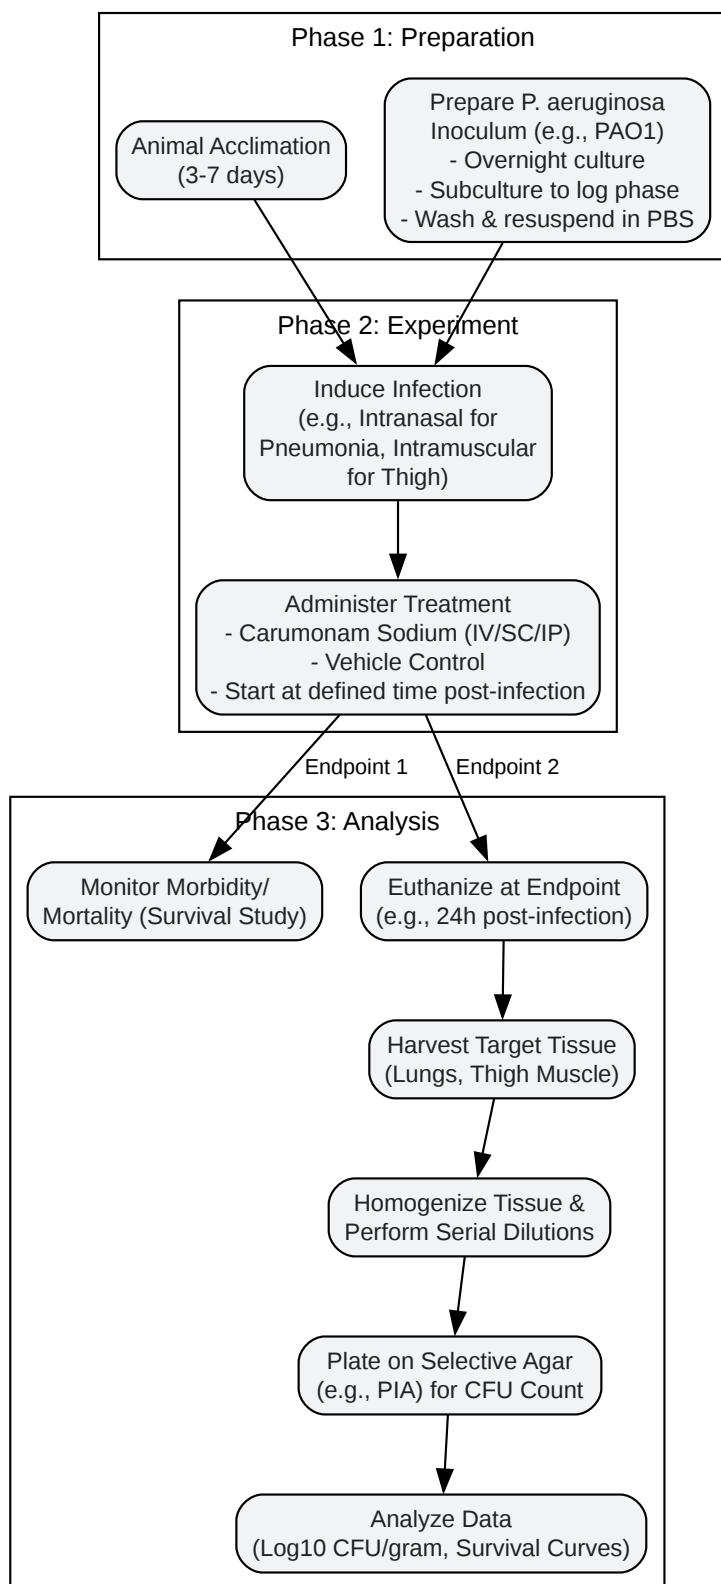 Phase 1: Preparation
Animal Acclimation
(3-7 days)
Prepare P. aeruginosa
Inoculum (e.g., PAO1)
- Overnight culture
- Subculture to log phase
- Wash & resuspend in PBS
Phase 2: Experiment
Induce Infection
(e.g., Intranasal for
Pneumonia, Intramuscular
for Thigh)
Administer Treatment
- Carumonam Sodium (IV/SC/IP)
- Vehicle Control
- Start at defined time post-infection
Endpoint 1
Endpoint 2
Phase 3: Analysis
Monitor Morbidity/
Mortality (Survival Study)
Euthanize at Endpoint
(e.g., 24h post-infection)
Harvest Target Tissue
(Lungs, Thigh Muscle)
Homogenize Tissue &
Perform Serial Dilutions
Plate on Selective Agar
(e.g., PIA) for CFU Count
Analyze Data
(Log10 CFU/gram, Survival Curves)